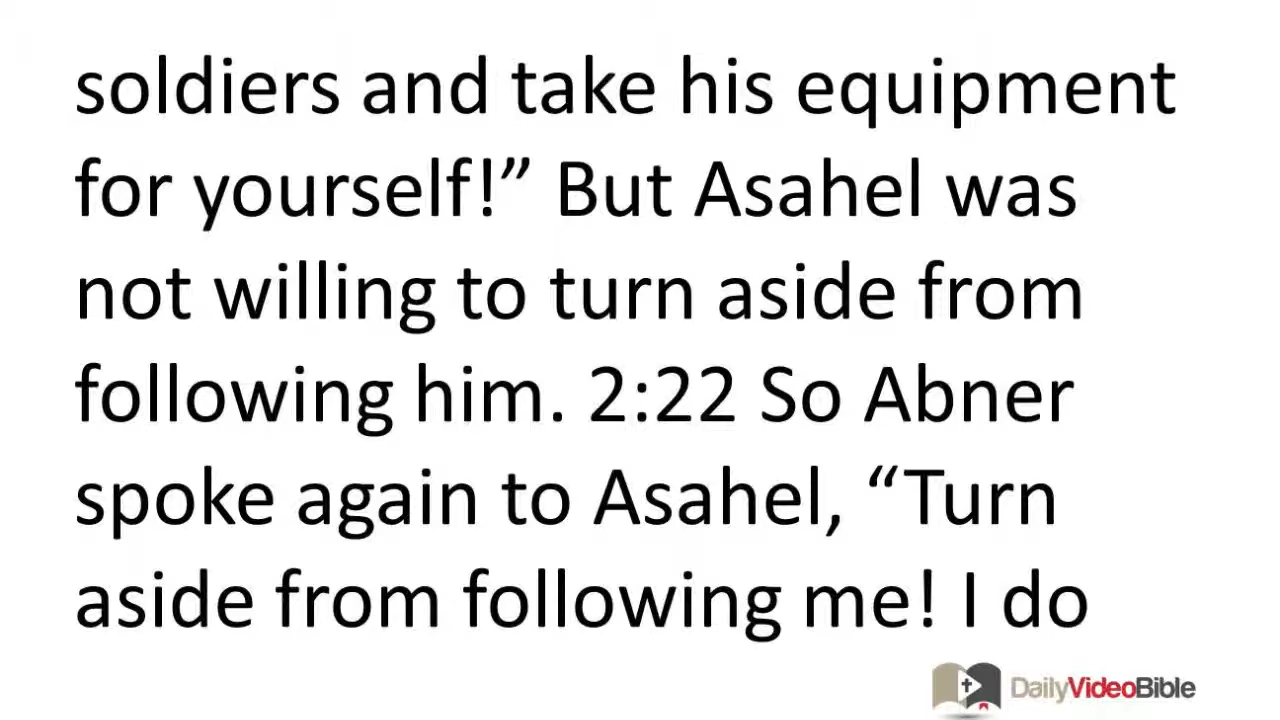 soldiers and take his equipment
for yourself!” But Asahel was
not willing to turn aside from
following him. 2:22 So Abner
spoke again to Asahel, “Turn
aside from following me! I do
DailyVideoBible